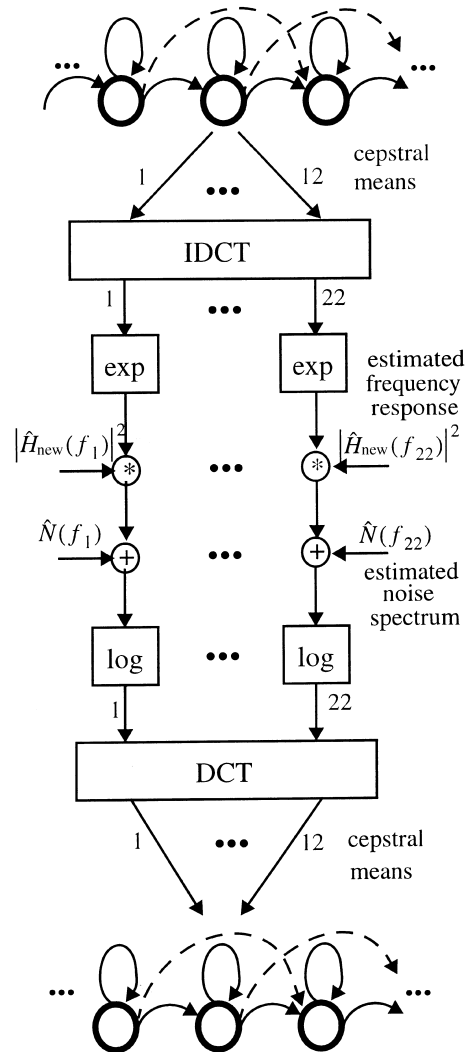 •••
•••
1
•••
12
cepstral
means
IDCT
1
•••
22
exp
exp
estimated
frequency
response
|Ĥnew(f1)|²
*
•••
*
|Ĥnew(f22)|²
N̂(f1)
+
•••
+
N̂(f22)
estimated
noise
spectrum
log
•••
log
1
22
DCT
1
•••
12
cepstral
means
•••
•••